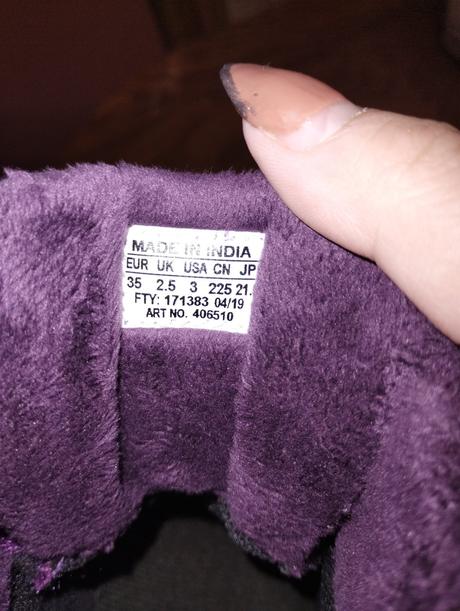 MADE IN INDIA
EUR UK USA CN JP
35 2.5 3 225 21.
FTY: 171383 04/19
ART NO. 406510